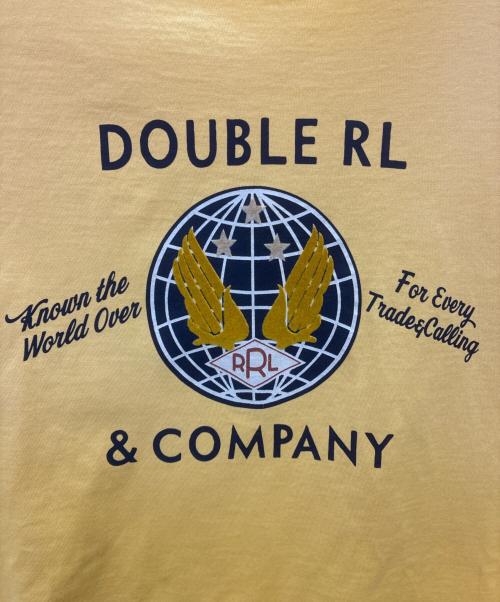 DOUBLE RL
Known the
World Over
For Every
Trade&Calling
RRL
& COMPANY